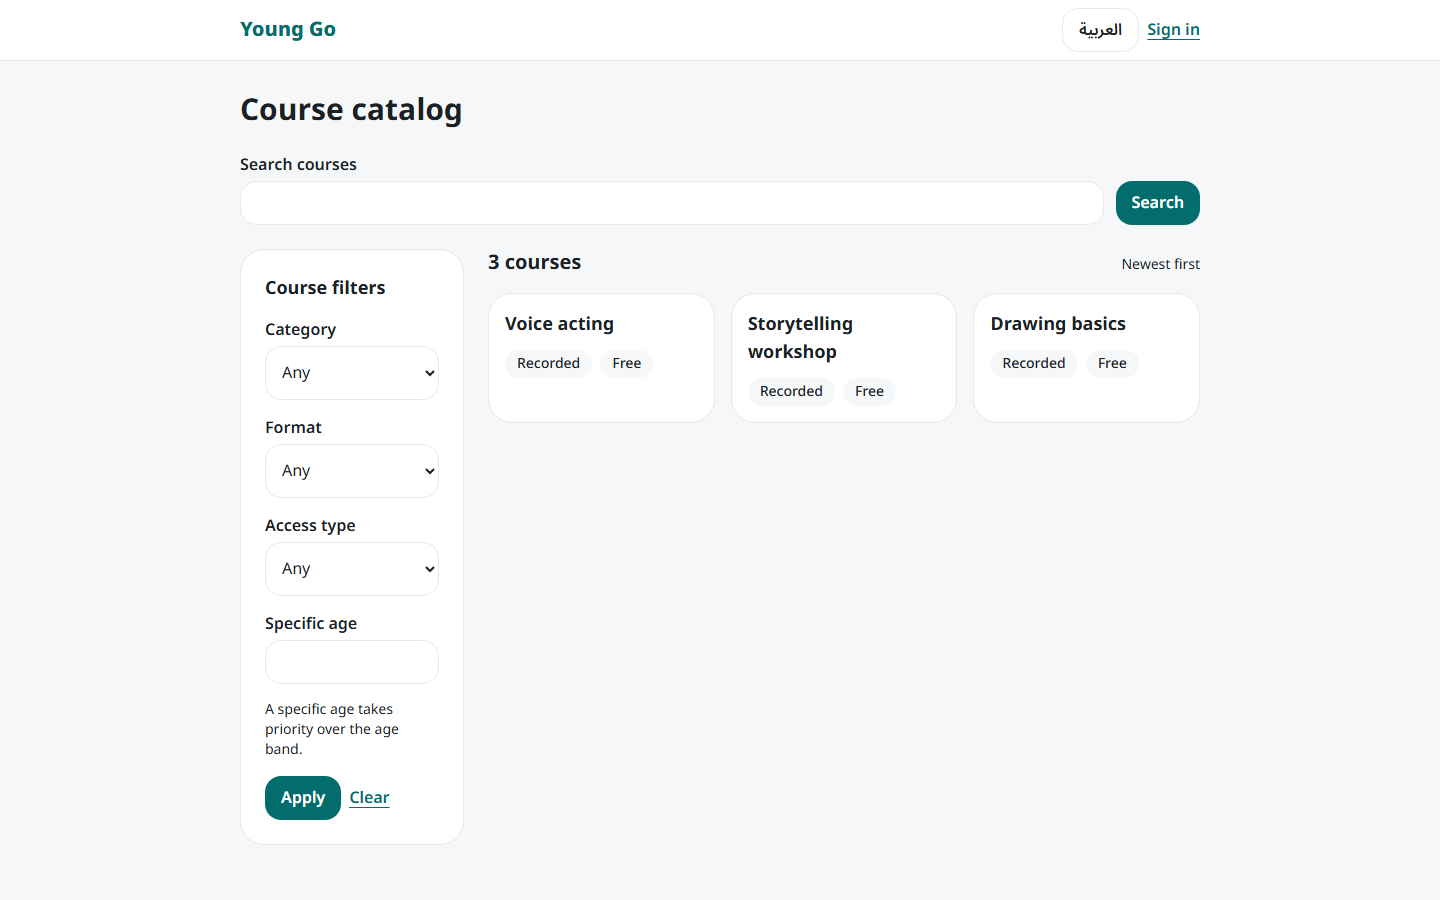 Young Go
العربية
Sign in
Course catalog
Search courses
Search
Course filters
Category
Any
Format
Any
Access type
Any
Specific age
A specific age takes
priority over the age
band.
Apply
Clear
3 courses
Newest first
Voice acting
Recorded
Free
Storytelling
workshop
Recorded
Free
Drawing basics
Recorded
Free